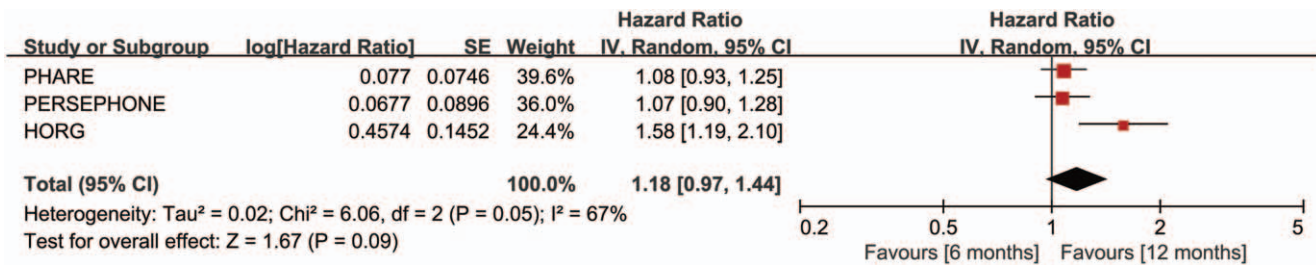 Hazard Ratio Hazard Ratio
Study or Subgroup log[Hazard Ratio] SE Weight IV, Random, 95% CI IV, Random, 95% CI
PHARE 0.077 0.0746 39.6% 1.08 [0.93, 1.25]
PERSEPHONE 0.0677 0.0896 36.0% 1.07 [0.90, 1.28]
HORG 0.4574 0.1452 24.4% 1.58 [1.19, 2.10]
Total (95% CI) 100.0% 1.18 [0.97, 1.44]
Heterogeneity: Tau² = 0.02; Chi² = 6.06, df = 2 (P = 0.05); I² = 67%
Test for overall effect: Z = 1.67 (P = 0.09)
0.2 0.5 1 2 5
Favours [6 months] Favours [12 months]